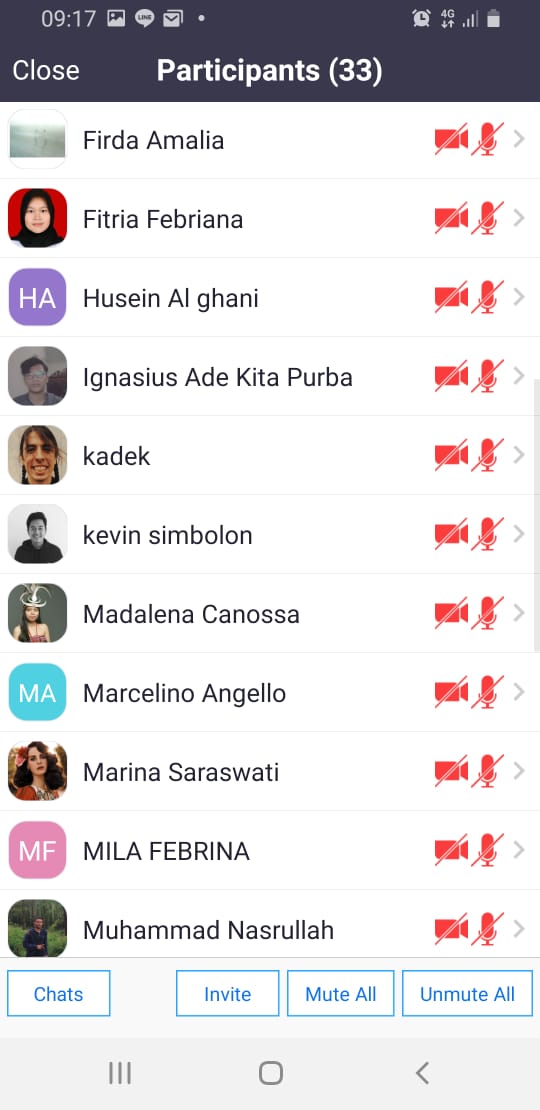 09:17 LINE 4G
Close Participants (33)
Firda Amalia
Fitria Febriana
HA Husein Al ghani
Ignasius Ade Kita Purba
kadek
kevin simbolon
Madalena Canossa
MA Marcelino Angello
Marina Saraswati
MF MILA FEBRINA
Muhammad Nasrullah
Chats Invite Mute All Unmute All